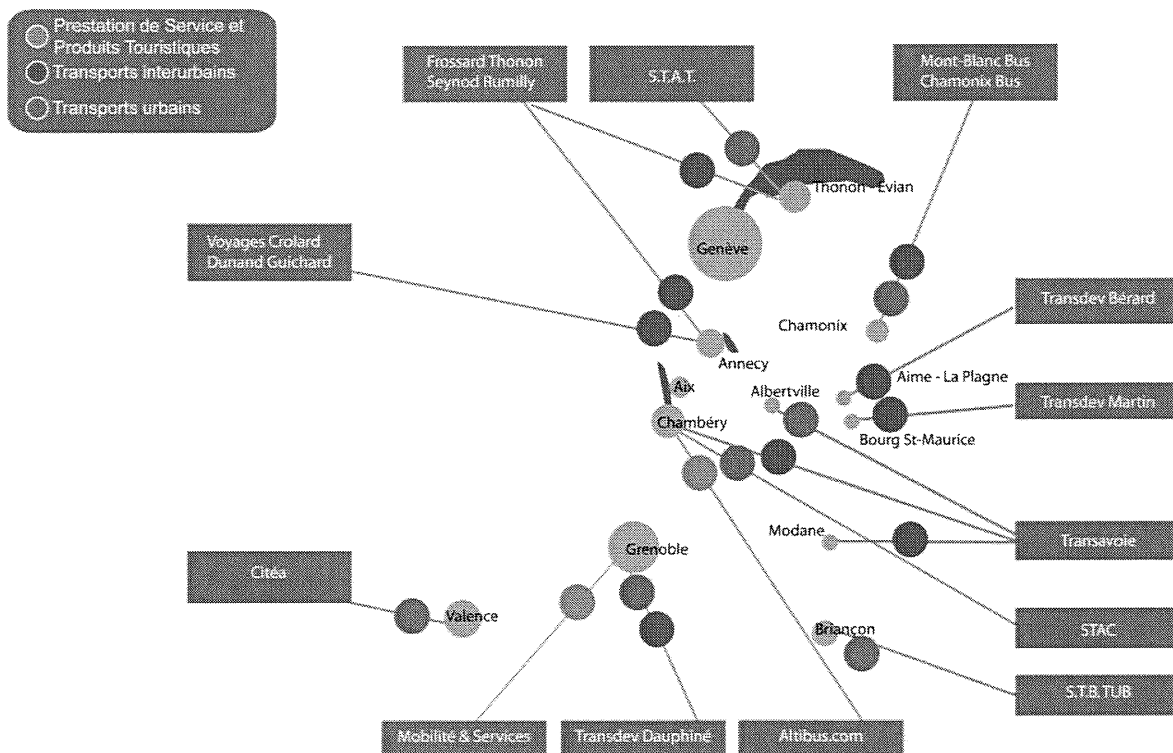 Prestation de Service et
Produits Touristiques
Transports interurbains
Transports urbains
Frossard Thonon
Seynod Rumilly
S.T.A.T.
Mont-Blanc Bus
Chamonix Bus
Thonon - Evian
Genève
Voyages Crolard
Dunand Guichard
Transdev Bérard
Chamonix
Annecy
Aix
Albertville
Aime - La Plagne
Transdev Martin
Chambéry
Bourg St-Maurice
Modane
Transavoie
Grenoble
Citéa
Valence
Briançon
STAC
S.T.B. TUB
Mobilité & Services
Transdev Dauphiné
Altibus.com